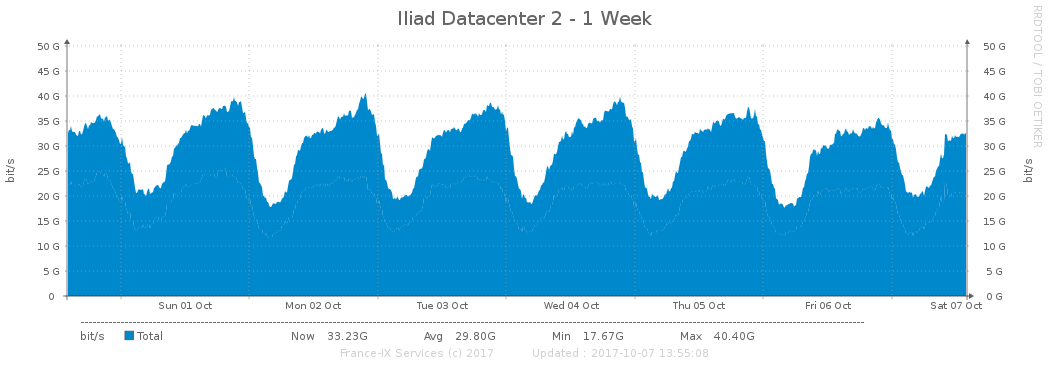 Iliad Datacenter 2 - 1 Week
RRDTOOL / TOBI OETIKER
bit/s
50 G 50 G
45 G 45 G
40 G 40 G
35 G 35 G
30 G 30 G
25 G 25 G
20 G 20 G
15 G 15 G
10 G 10 G
5 G 5 G
0 0 G
bit/s
Sun 01 Oct Mon 02 Oct Tue 03 Oct Wed 04 Oct Thu 05 Oct Fri 06 Oct Sat 07 Oct
bit/s Total Now 33.23G Avg 29.80G Min 17.67G Max 40.40G
France-IX Services (c) 2017 Updated : 2017-10-07 13:55:08